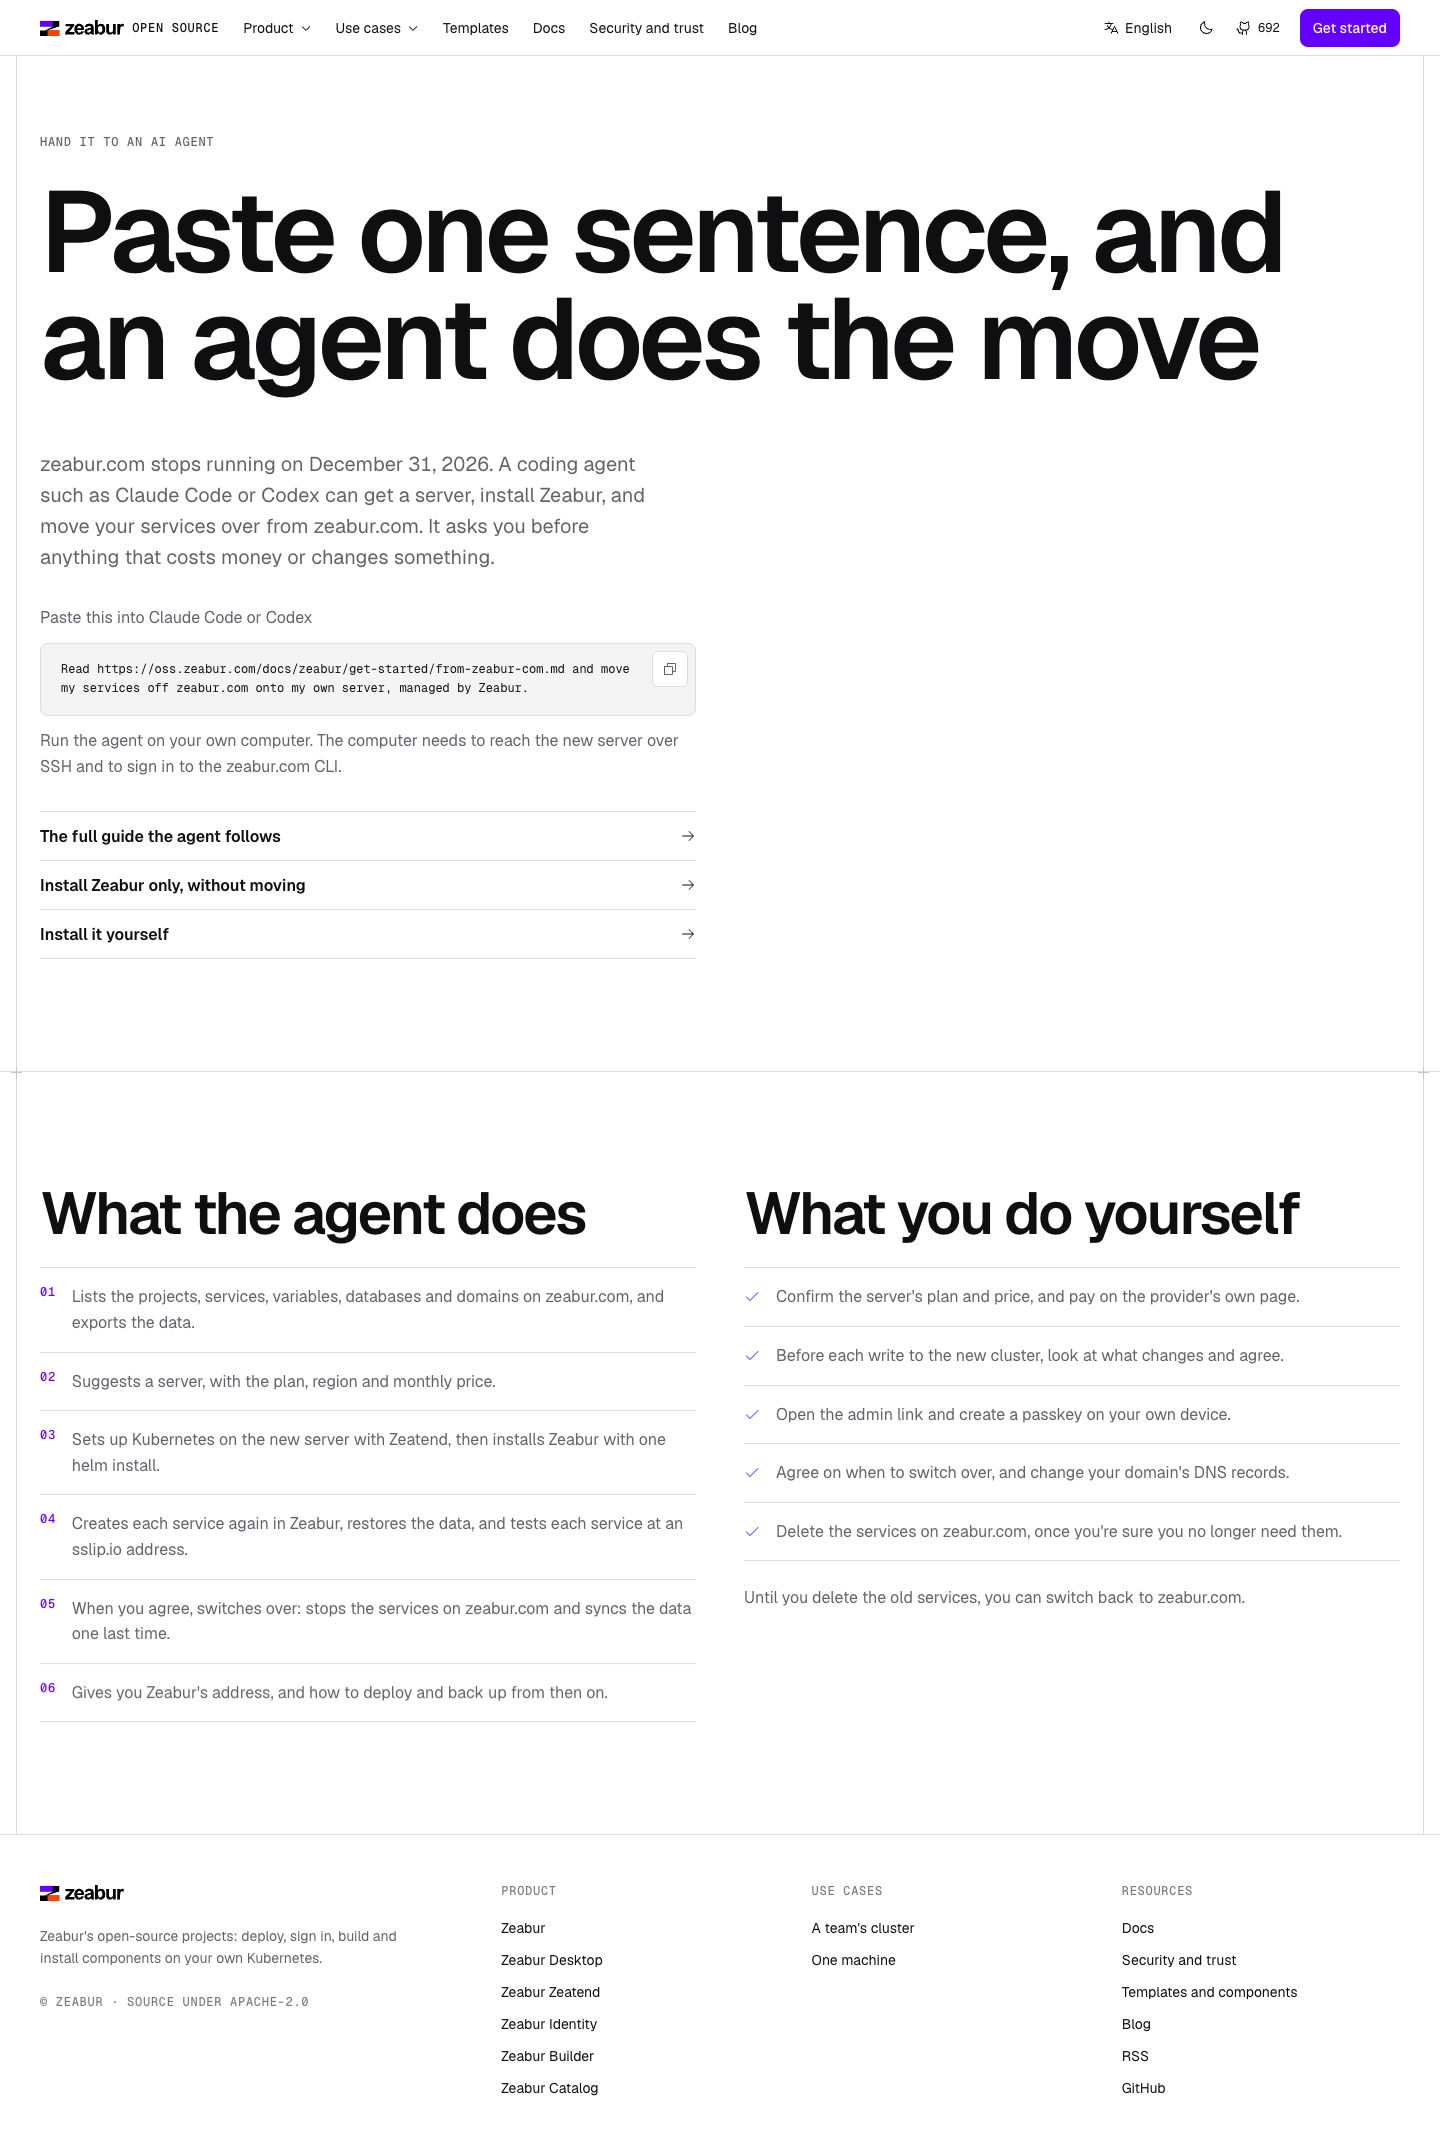 zeabur OPEN SOURCE Product Use cases Templates Docs Security and trust Blog English 692 Get started
HAND IT TO AN AI AGENT
Paste one sentence, and
an agent does the move
zeabur.com stops running on December 31, 2026. A coding agent
such as Claude Code or Codex can get a server, install Zeabur, and
move your services over from zeabur.com. It asks you before
anything that costs money or changes something.
Paste this into Claude Code or Codex
Read https://oss.zeabur.com/docs/zeabur/get-started/from-zeabur-com.md and move
my services off zeabur.com onto my own server, managed by Zeabur.
Run the agent on your own computer. The computer needs to reach the new server over
SSH and to sign in to the zeabur.com CLI.
The full guide the agent follows
Install Zeabur only, without moving
Install it yourself
What the agent does
01 Lists the projects, services, variables, databases and domains on zeabur.com, and
exports the data.
02 Suggests a server, with the plan, region and monthly price.
03 Sets up Kubernetes on the new server with Zeatend, then installs Zeabur with one
helm install.
04 Creates each service again in Zeabur, restores the data, and tests each service at an
sslip.io address.
05 When you agree, switches over: stops the services on zeabur.com and syncs the data
one last time.
06 Gives you Zeabur's address, and how to deploy and back up from then on.
What you do yourself
Confirm the server's plan and price, and pay on the provider's own page.
Before each write to the new cluster, look at what changes and agree.
Open the admin link and create a passkey on your own device.
Agree on when to switch over, and change your domain's DNS records.
Delete the services on zeabur.com, once you're sure you no longer need them.
Until you delete the old services, you can switch back to zeabur.com.
zeabur
Zeabur's open-source projects: deploy, sign in, build and
install components on your own Kubernetes.
© ZEABUR · SOURCE UNDER APACHE-2.0
PRODUCT
Zeabur
Zeabur Desktop
Zeabur Zeatend
Zeabur Identity
Zeabur Builder
Zeabur Catalog
USE CASES
A team's cluster
One machine
RESOURCES
Docs
Security and trust
Templates and components
Blog
RSS
GitHub